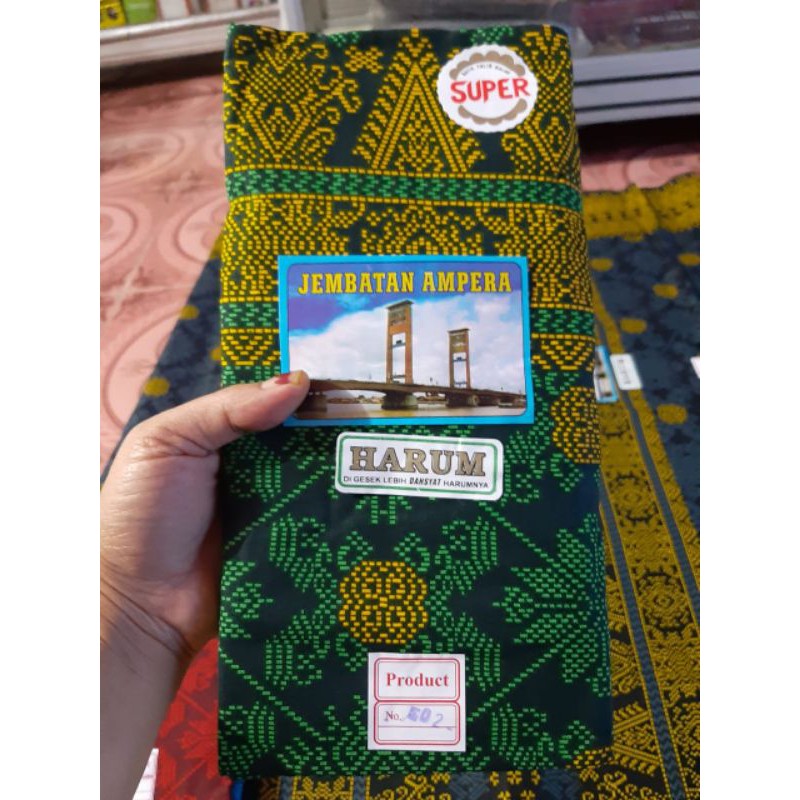 SUPER
JEMBATAN AMPERA
HARUM
DI GESEK LEBIH DAHSYAT HARUMNYA
Product
No. 502